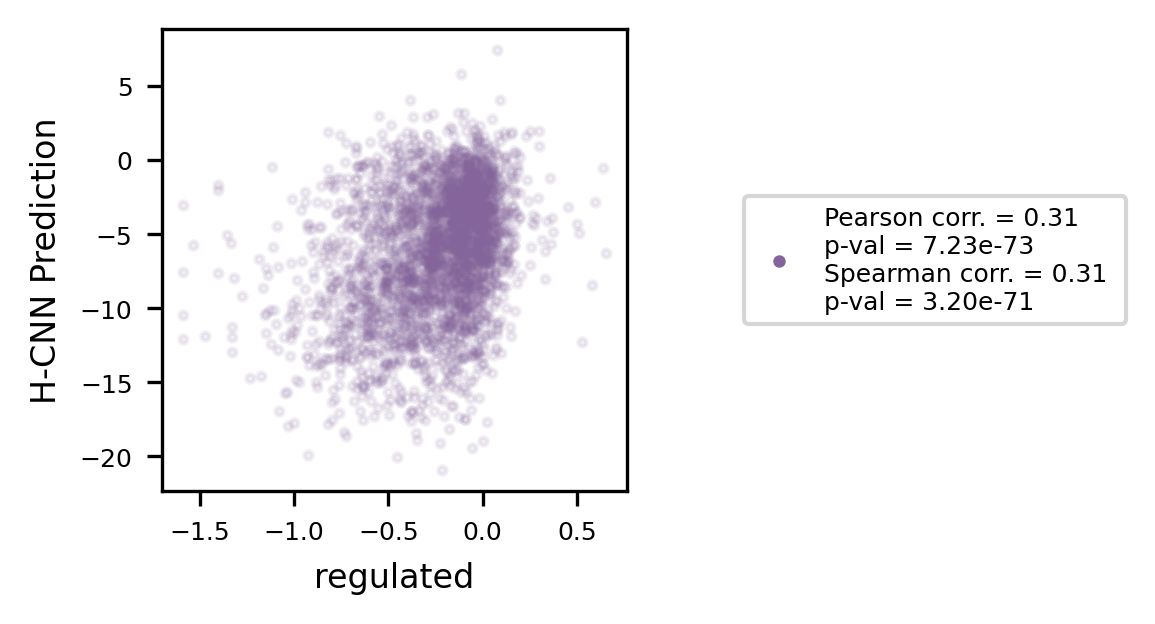 H-CNN Prediction
5
0
−5
−10
−15
−20
−1.5 −1.0 −0.5 0.0 0.5
regulated
Pearson corr. = 0.31
p-val = 7.23e-73
Spearman corr. = 0.31
p-val = 3.20e-71